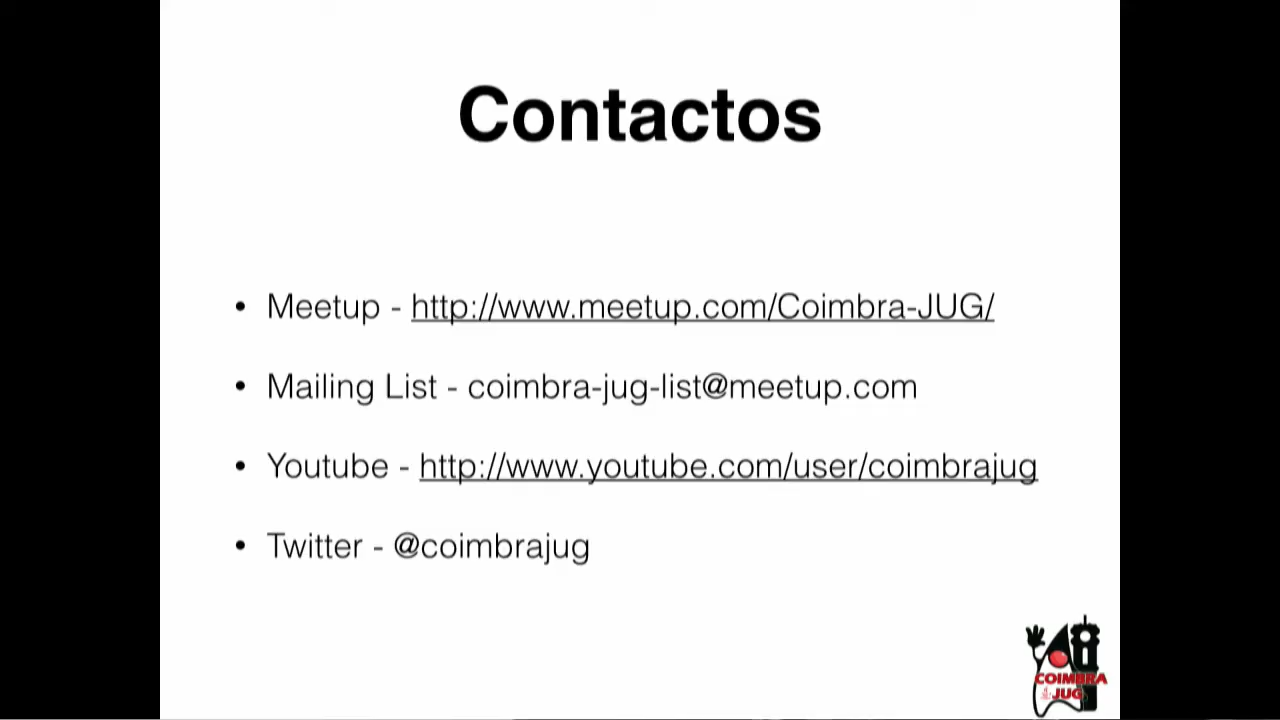 Contactos
• Meetup - http://www.meetup.com/Coimbra-JUG/
• Mailing List - coimbra-jug-list@meetup.com
• Youtube - http://www.youtube.com/user/coimbrajug
• Twitter - @coimbrajug
COIMBRA
JUG